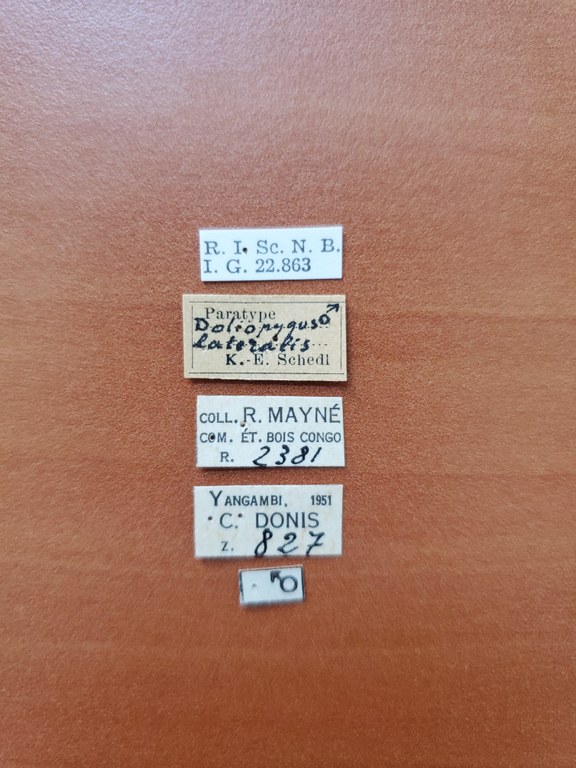 R. I. Sc. N. B.
I. G. 22.863
Paratype
Doliopygus ♂
lateralis
K.-E. Schedl
COLL. R. MAYNÉ
COM. ÉT. BOIS CONGO
R. 2381
YANGAMBI, 1951
C. DONIS
Z. 827
♂